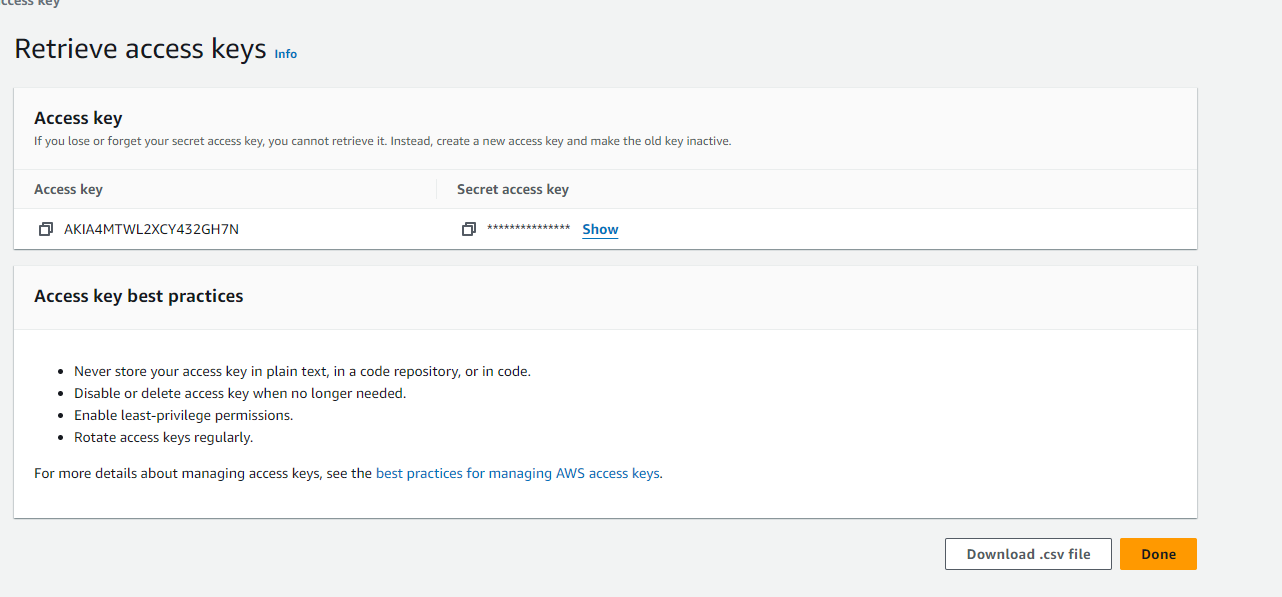 access key
Retrieve access keys Info
Access key
If you lose or forget your secret access key, you cannot retrieve it. Instead, create a new access key and make the old key inactive.
Access key Secret access key
AKIA4MTWL2XCY432GH7N *************** Show
Access key best practices
• Never store your access key in plain text, in a code repository, or in code.
• Disable or delete access key when no longer needed.
• Enable least-privilege permissions.
• Rotate access keys regularly.
For more details about managing access keys, see the best practices for managing AWS access keys.
Download .csv file Done